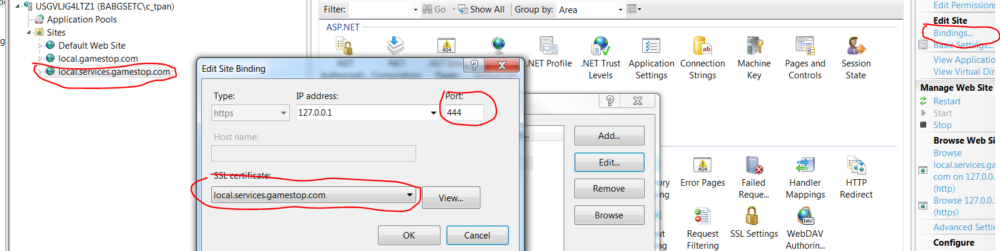 USGVLJG4LTZ1 (BABGSETC\c_tpan)
Application Pools
Sites
Default Web Site
local.gamestop.com
local.services.gamestop.com
Filter:
Go
Show All
Group by:
Area
ASP.NET
.NET Profile
.NET Trust Levels
Application Settings
Connection Strings
Machine Key
Pages and Controls
Session State
Edit Site Binding
Type:
IP address:
Port:
https
127.0.0.1
444
Host name:
SSL certificate:
local.services.gamestop.com
View...
OK
Cancel
Add...
Edit...
Remove
Browse
Error Pages
Failed Reque...
Handler Mappings
HTTP Redirect
Request Filtering
SSL Settings
WebDAV Authorin...
Edit Permissions
Edit Site
Bindings...
Basic Settings...
View Applicatio
View Virtual Dir
Manage Web Site
Restart
Start
Stop
Browse Web Si
Browse
local.services.ga
com on 127.0.0.
(http)
Browse 127.0.0.1
(https)
Advanced Settin
Configure